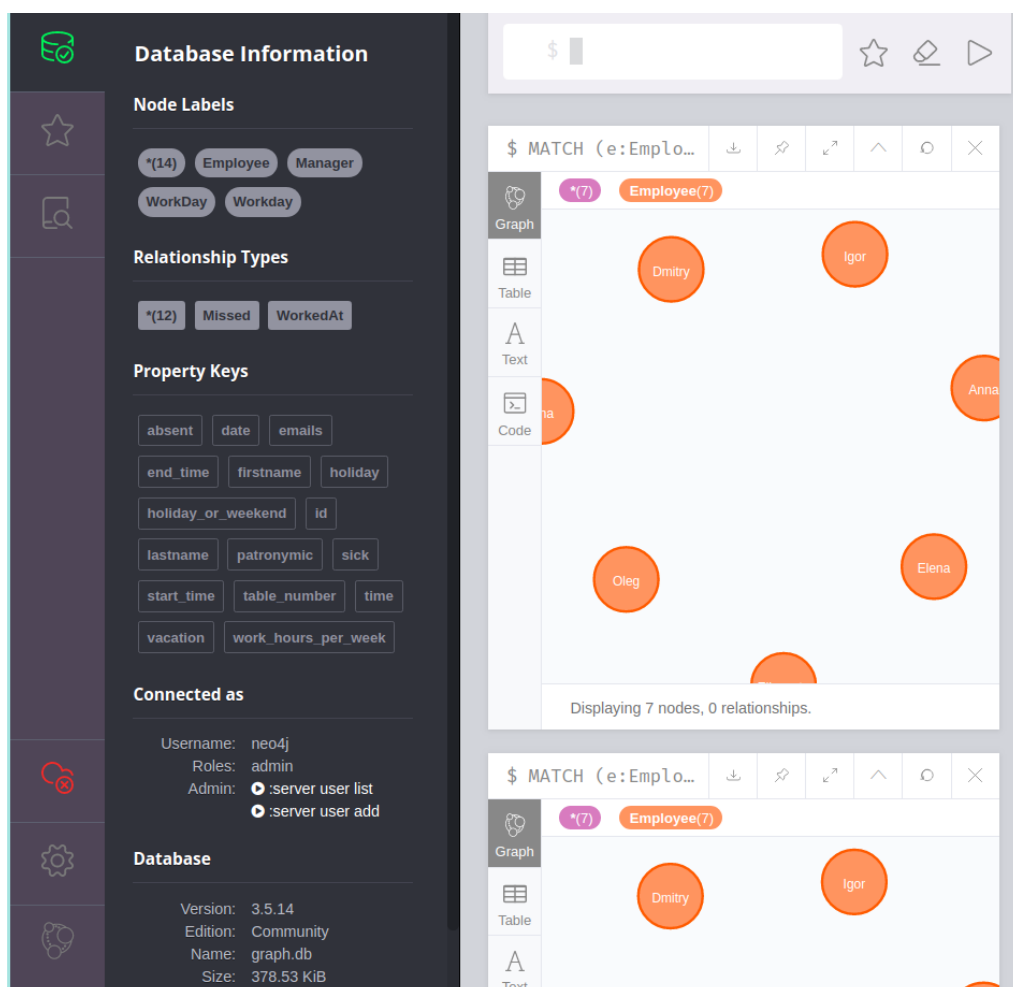 Database Information
Node Labels
*(14) Employee Manager
WorkDay Workday
Relationship Types
*(12) Missed WorkedAt
Property Keys
absent date emails
end_time firstname holiday
holiday_or_weekend id
lastname patronymic sick
start_time table_number time
vacation work_hours_per_week
Connected as
Username: neo4j
Roles: admin
Admin: :server user list
:server user add
Database
Version: 3.5.14
Edition: Community
Name: graph.db
Size: 378.53 KiB
$
$ MATCH (e:Emplo…
*(7) Employee(7)
Graph
Table
Text
Code
Dmitry
Igor
Anna
na
Oleg
Elena
Displaying 7 nodes, 0 relationships.
$ MATCH (e:Emplo…
*(7) Employee(7)
Graph
Table
Text
Dmitry
Igor